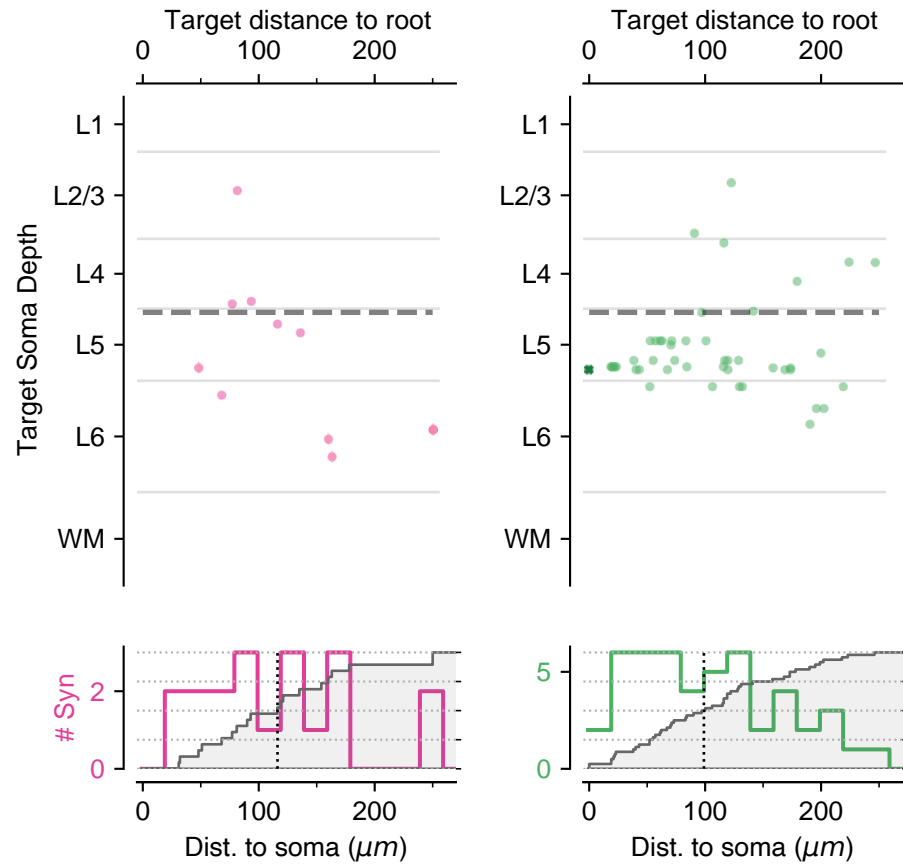 Target distance to root
Target distance to root
0 100 200
0 100 200
Target Soma Depth
L1
L2/3
L4
L5
L6
WM
L1
L2/3
L4
L5
L6
WM
# Syn
2
0
5
0
0 100 200
0 100 200
Dist. to soma (μm)
Dist. to soma (μm)